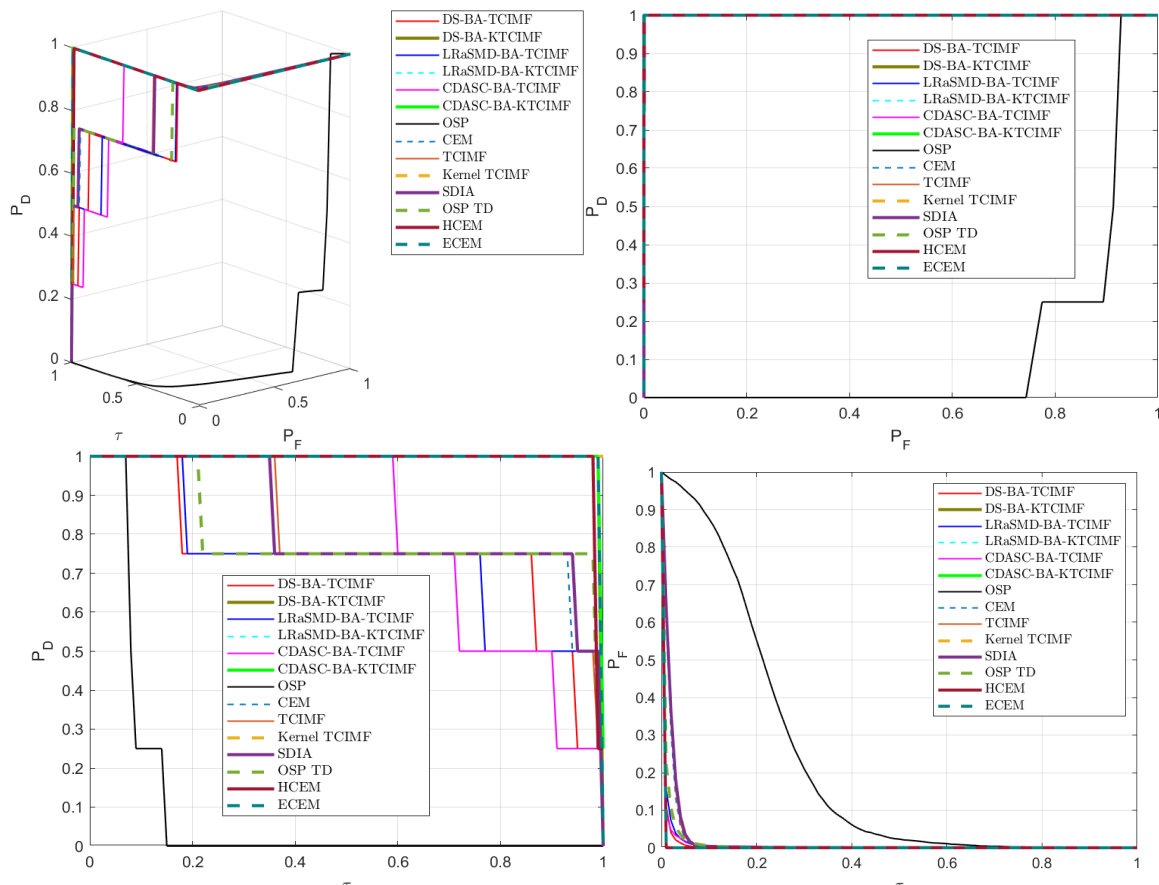 1
0.8
0.6
0.4
0.2
0
P_D
1
0.5
0
τ
0
0.5
1
P_F
DS-BA-TCIMF
DS-BA-KTCIMF
LRaSMD-BA-TCIMF
LRaSMD-BA-KTCIMF
CDASC-BA-TCIMF
CDASC-BA-KTCIMF
OSP
CEM
TCIMF
Kernel TCIMF
SDIA
OSP TD
HCEM
ECEM
1
0.9
0.8
0.7
0.6
0.5
0.4
0.3
0.2
0.1
0
P_D
0
0.2
0.4
0.6
0.8
1
P_F
DS-BA-TCIMF
DS-BA-KTCIMF
LRaSMD-BA-TCIMF
LRaSMD-BA-KTCIMF
CDASC-BA-TCIMF
CDASC-BA-KTCIMF
OSP
CEM
TCIMF
Kernel TCIMF
SDIA
OSP TD
HCEM
ECEM
1
0.9
0.8
0.7
0.6
0.5
0.4
0.3
0.2
0.1
0
P_D
0
0.2
0.4
0.6
0.8
1
τ
DS-BA-TCIMF
DS-BA-KTCIMF
LRaSMD-BA-TCIMF
LRaSMD-BA-KTCIMF
CDASC-BA-TCIMF
CDASC-BA-KTCIMF
OSP
CEM
TCIMF
Kernel TCIMF
SDIA
OSP TD
HCEM
ECEM
1
0.9
0.8
0.7
0.6
0.5
0.4
0.3
0.2
0.1
0
P_F
0
0.2
0.4
0.6
0.8
1
τ
DS-BA-TCIMF
DS-BA-KTCIMF
LRaSMD-BA-TCIMF
LRaSMD-BA-KTCIMF
CDASC-BA-TCIMF
CDASC-BA-KTCIMF
OSP
CEM
TCIMF
Kernel TCIMF
SDIA
OSP TD
HCEM
ECEM